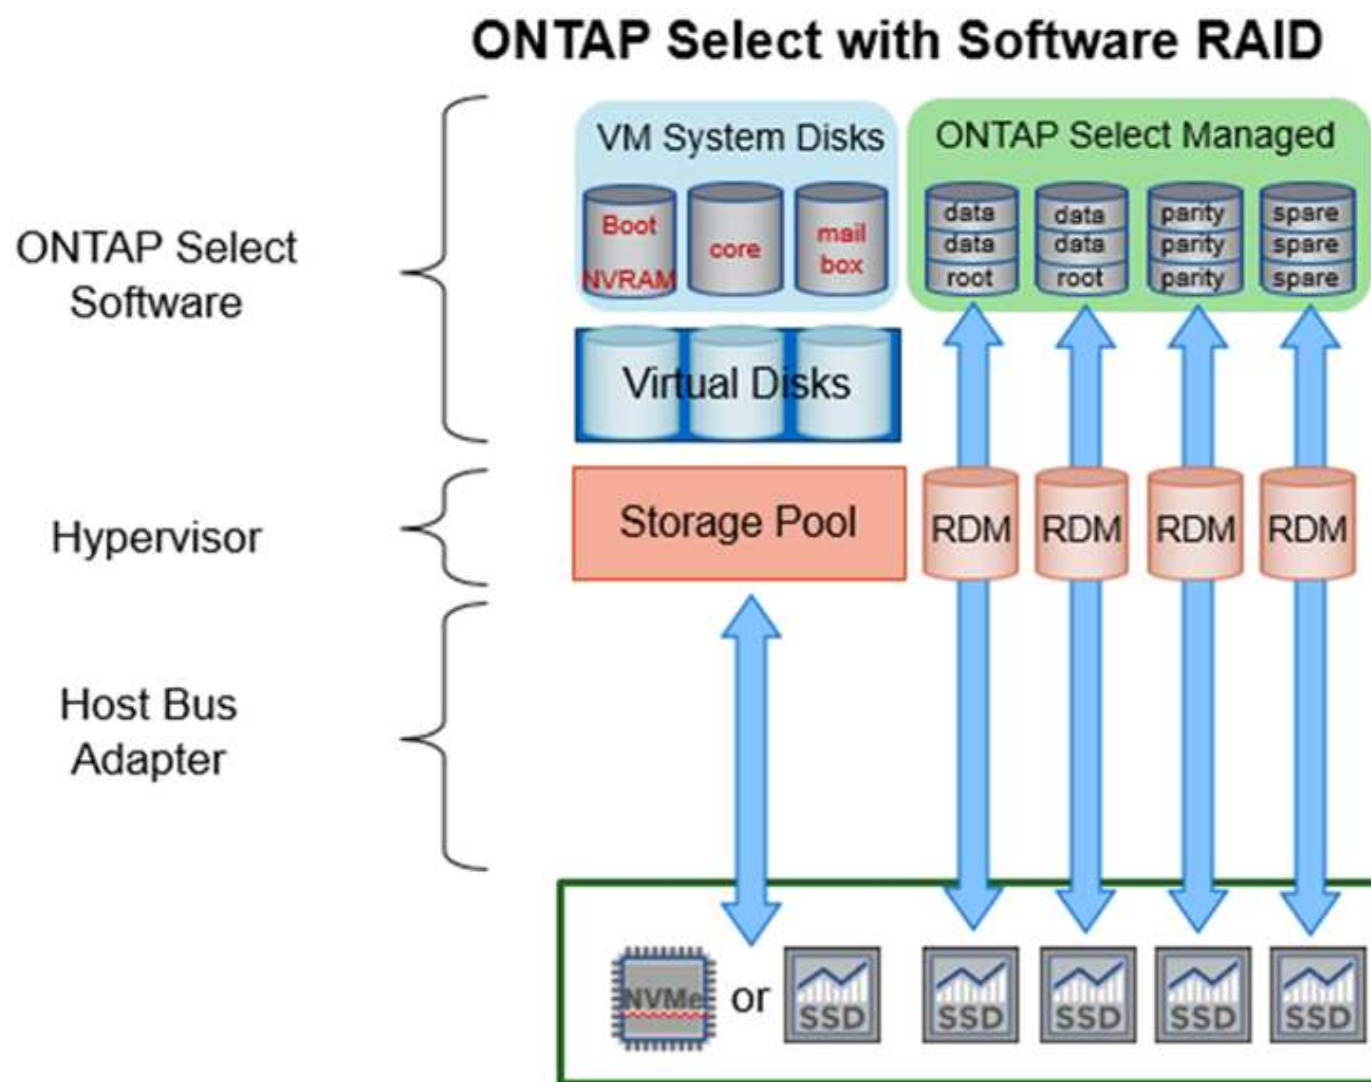 ONTAP Select with Software RAID
ONTAP Select
Software
VM System Disks
Boot
NVRAM
core
mail
box
ONTAP Select Managed
data
data
root
data
data
root
parity
parity
parity
spare
spare
spare
Virtual Disks
Hypervisor
Storage Pool
RDM
RDM
RDM
RDM
Host Bus
Adapter
NVMe
or
SSD
SSD
SSD
SSD
SSD